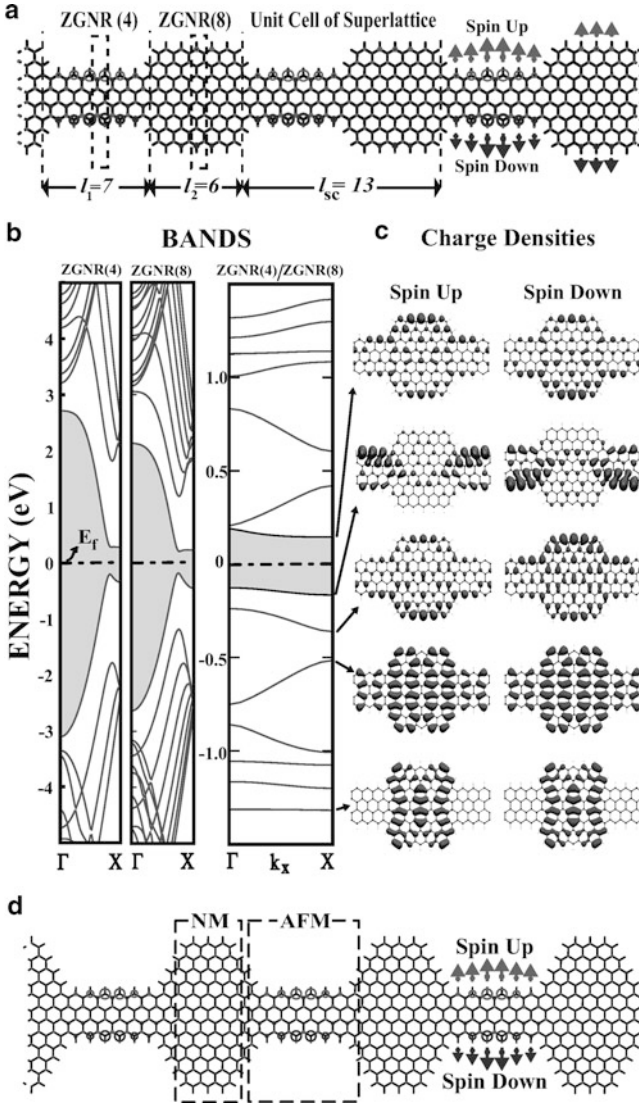 a
ZGNR (4) ZGNR(8) Unit Cell of Superlattice Spin Up
Spin Down
l₁=7 l₂=6 lsc= 13
b BANDS c Charge Densities
ZGNR(4) ZGNR(8) ZGNR(4)/ZGNR(8)
Spin Up Spin Down
ENERGY (eV)
4
3
2
1
0
-1
-2
-3
-4
Ef
1.0
0.5
0
-0.5
-1.0
Γ X Γ X Γ kx X
d
NM AFM Spin Up
Spin Down